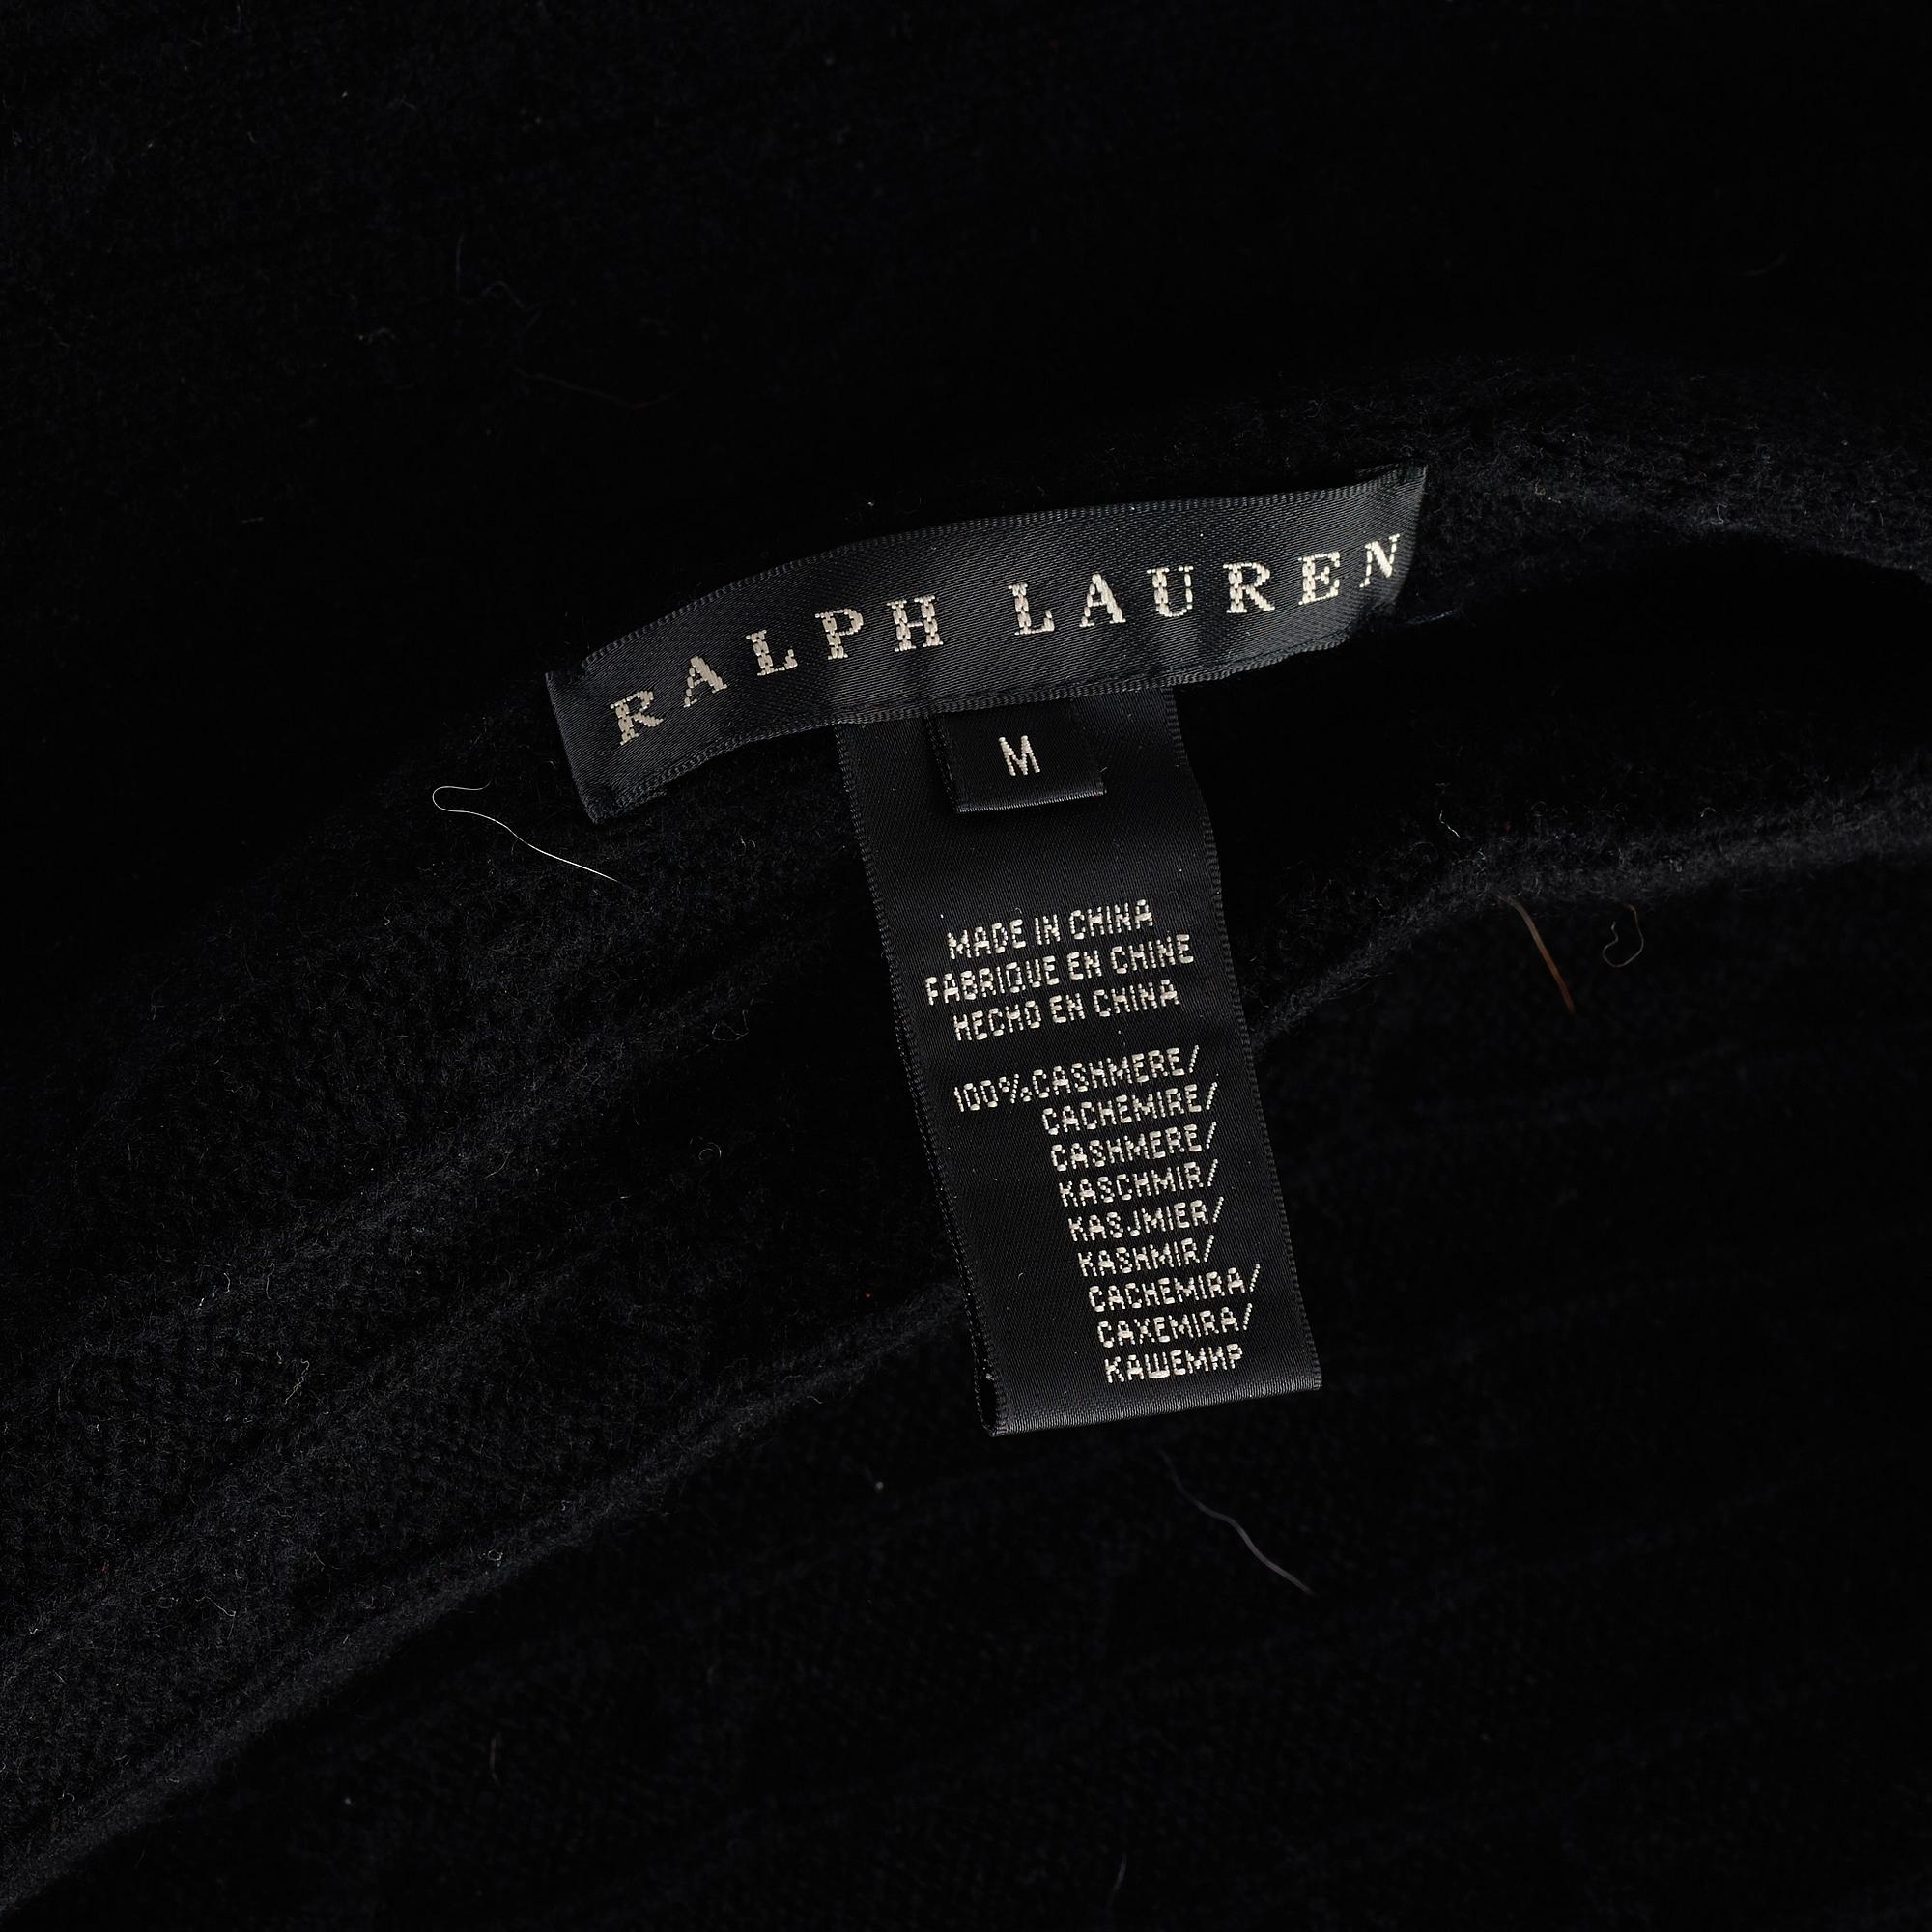 RALPH LAUREN
M
MADE IN CHINA
FABRIQUE EN CHINE
HECHO EN CHINA
100%CASHMERE/
CACHEMIRE/
CASHMERE/
KASCHMIR/
KASJMIER/
KASHMIR/
CACHEMIRA/
CAXEMIRA/
КАШЕМИР